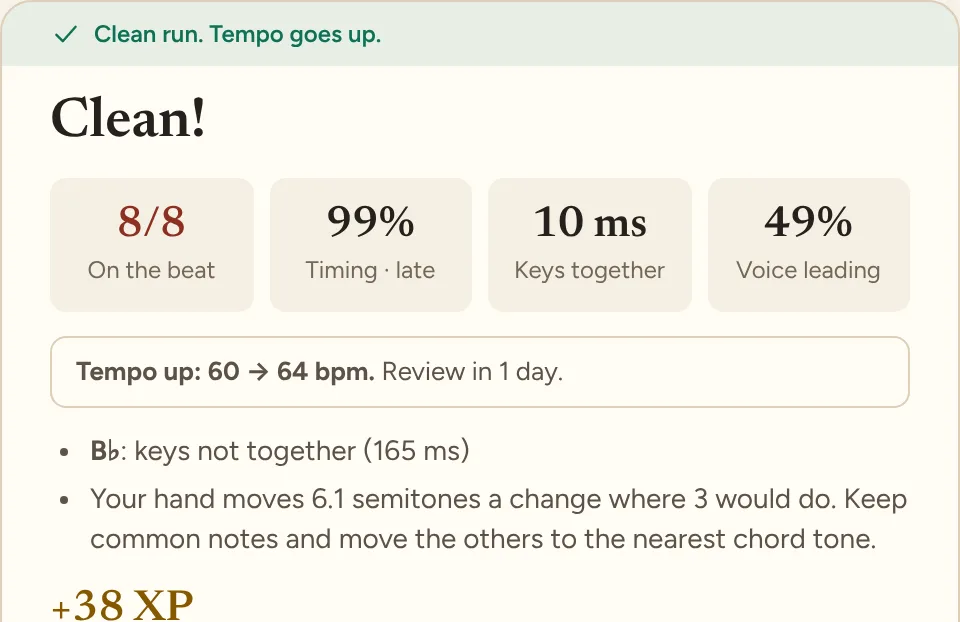 Clean run. Tempo goes up.
Clean!
8/8
On the beat
99%
Timing · late
10 ms
Keys together
49%
Voice leading
Tempo up: 60 → 64 bpm. Review in 1 day.
• B♭: keys not together (165 ms)
• Your hand moves 6.1 semitones a change where 3 would do. Keep
common notes and move the others to the nearest chord tone.
+38 XP